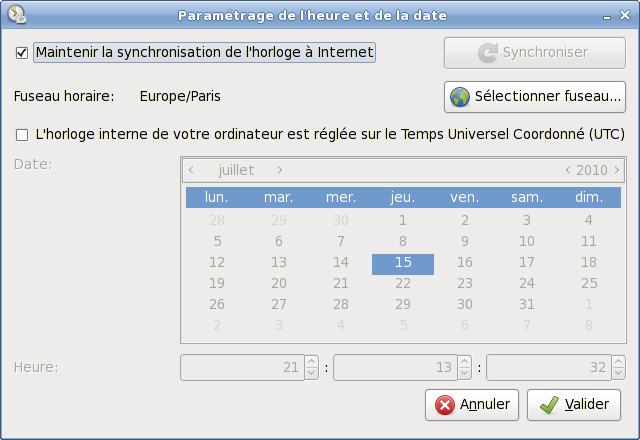 Paramétrage de l'heure et de la date
Maintenir la synchronisation de l'horloge à Internet
Synchroniser
Fuseau horaire: Europe/Paris
Sélectionner fuseau...
L'horloge interne de votre ordinateur est réglée sur le Temps Universel Coordonné (UTC)
Date:
juillet 2010
lun. mar. mer. jeu. ven. sam. dim.
28 29 30 1 2 3 4
5 6 7 8 9 10 11
12 13 14 15 16 17 18
19 20 21 22 23 24 25
26 27 28 29 30 31 1
2 3 4 5 6 7 8
Heure: 21 : 13 : 32
Annuler
Valider